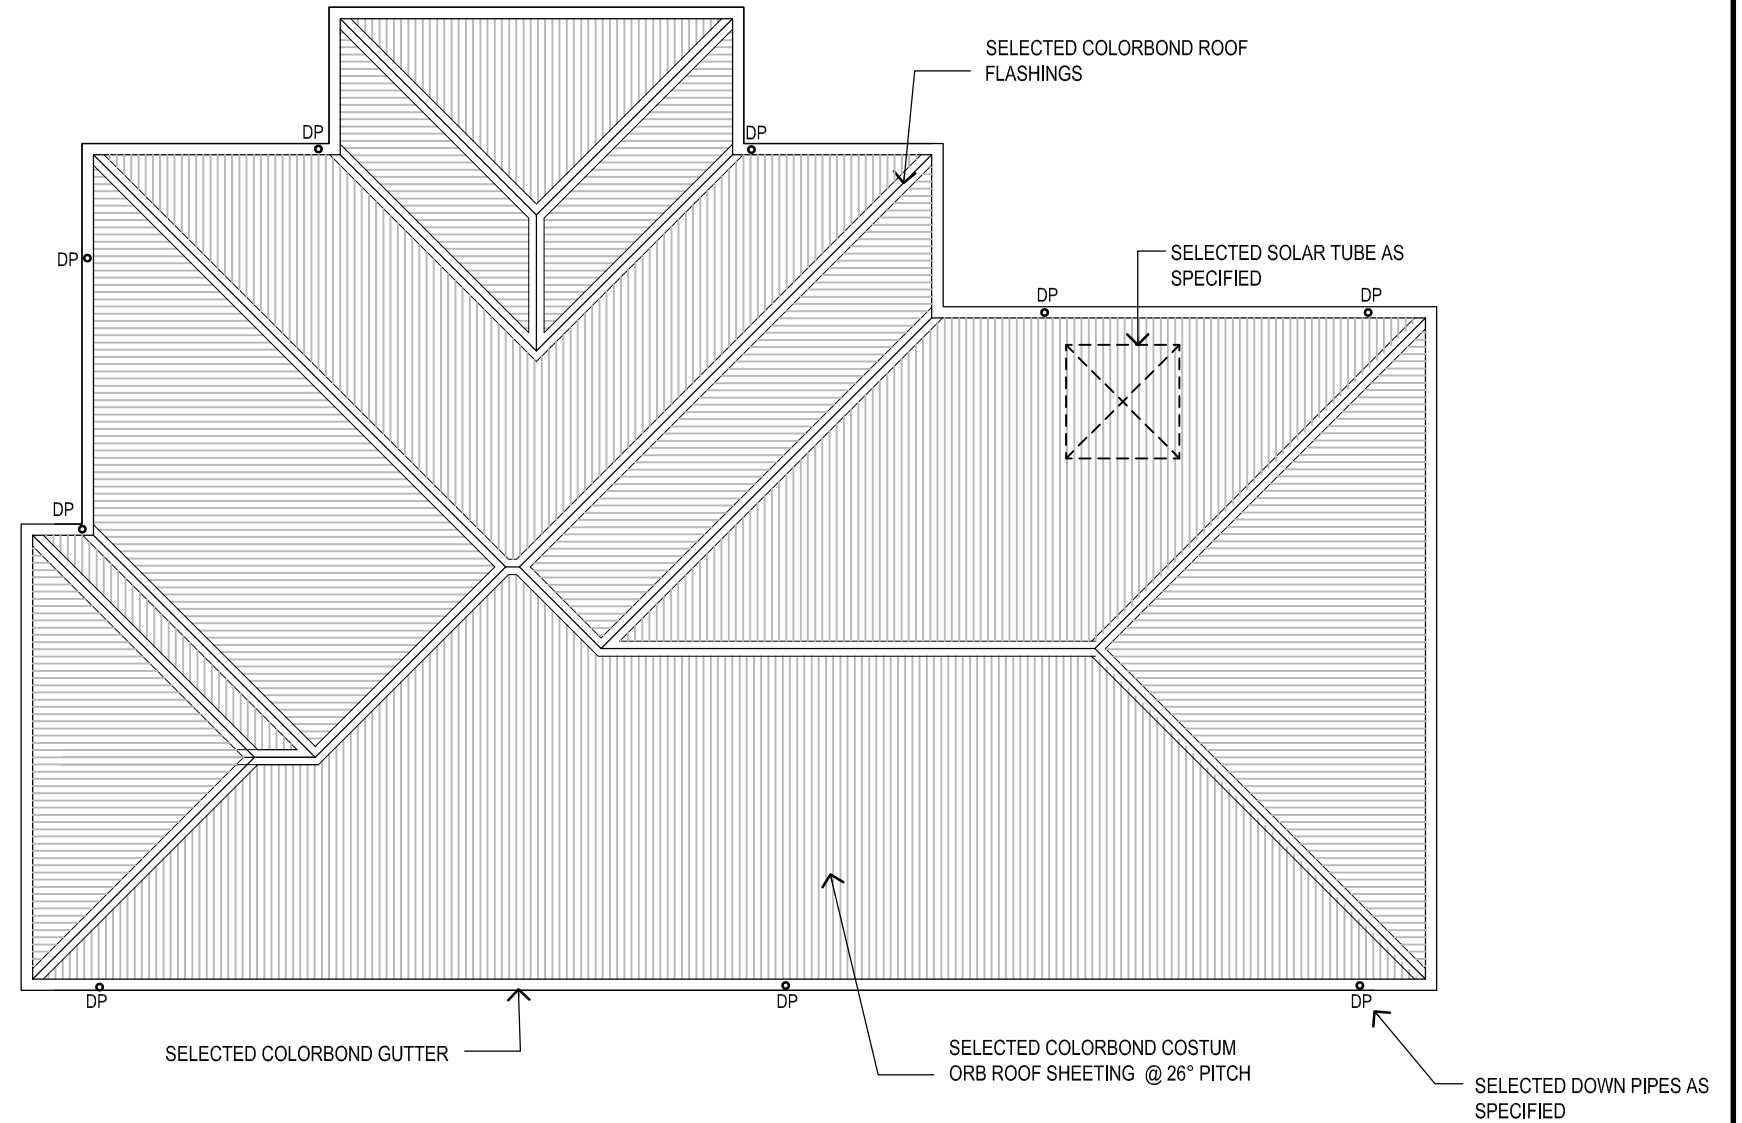 SELECTED COLORBOND ROOF
FLASHINGS
DP
DP
DP
SELECTED SOLAR TUBE AS
SPECIFIED
DP
DP
DP
DP
DP
DP
SELECTED COLORBOND GUTTER
SELECTED COLORBOND COSTUM
ORB ROOF SHEETING @ 26° PITCH
SELECTED DOWN PIPES AS
SPECIFIED